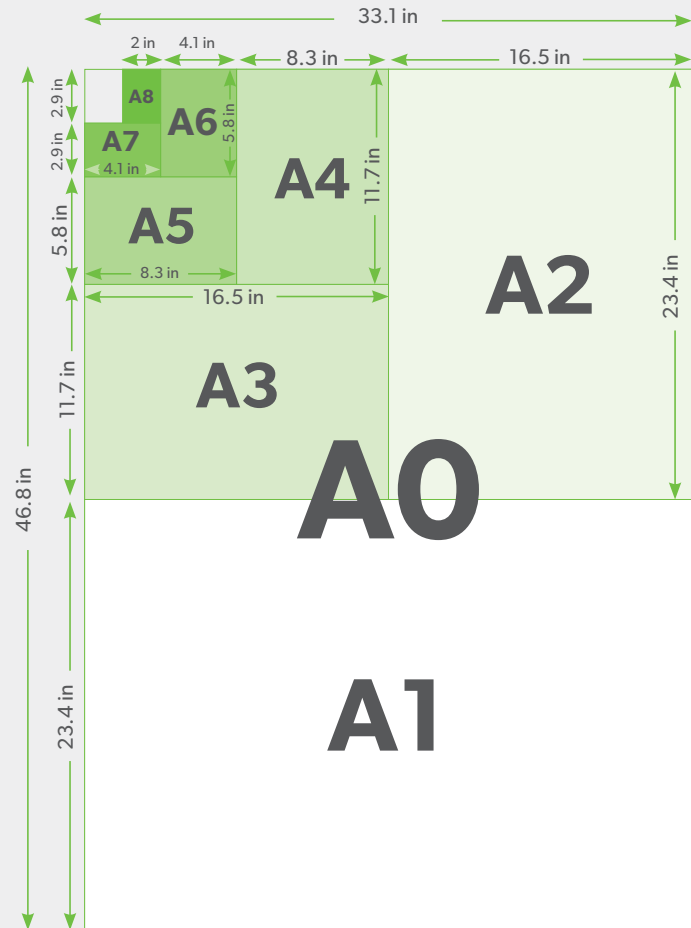 33.1 in
2 in
4.1 in
8.3 in
16.5 in
2.9 in
A8
A6
5.8 in
A4
11.7 in
2.9 in
A7
4.1 in
5.8 in
A5
8.3 in
A2
23.4 in
16.5 in
11.7 in
A3
46.8 in
A0
23.4 in
A1